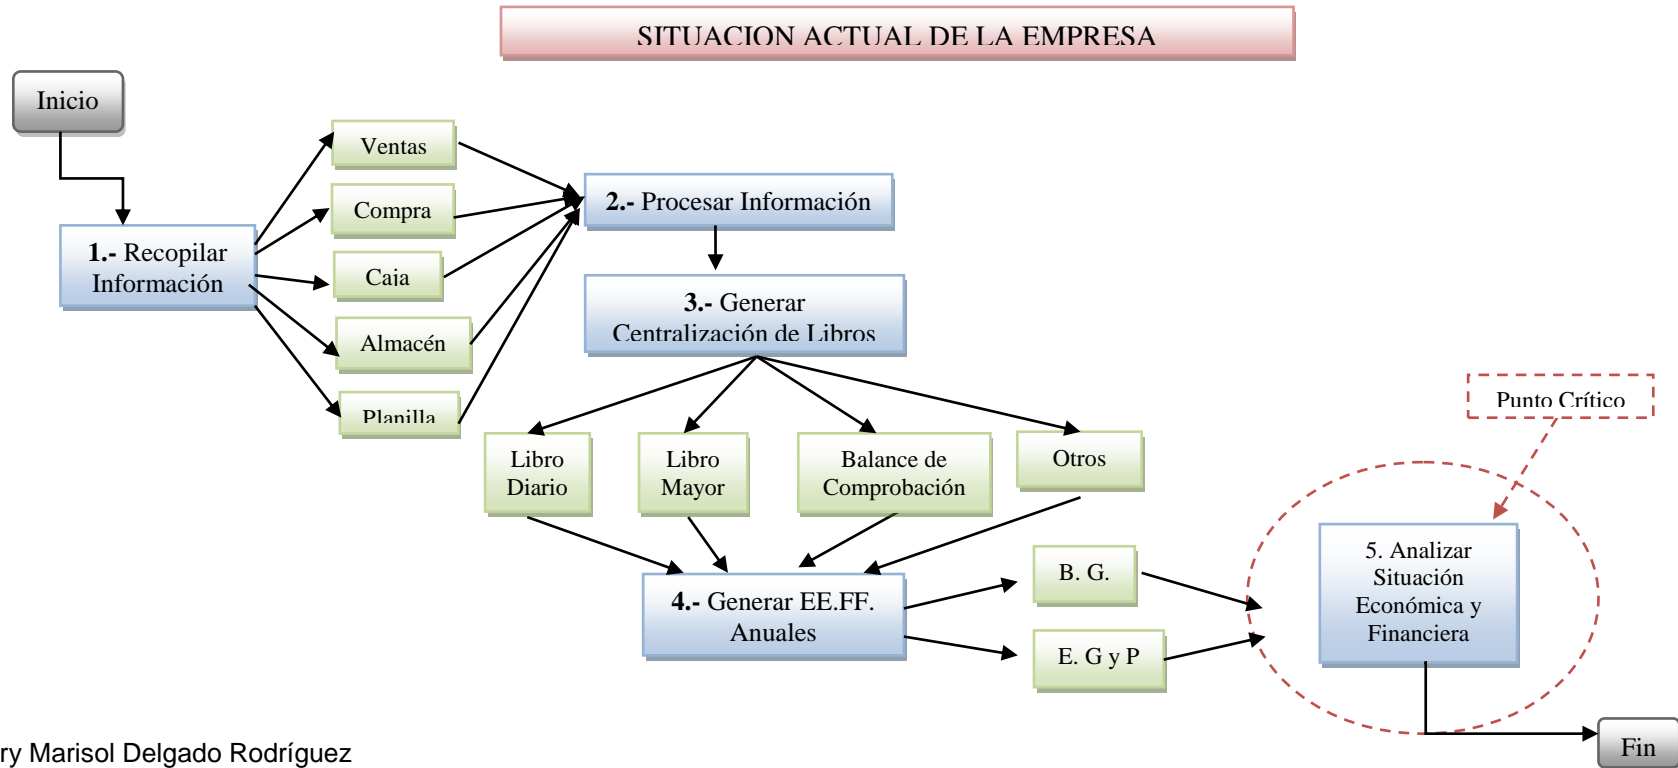 SITUACION ACTUAL DE LA EMPRESA
Inicio
Ventas
Compra
Caja
Almacén
Planilla
1.- Recopilar
Información
2.- Procesar Información
3.- Generar
Centralización de Libros
Libro
Diario
Libro
Mayor
Balance de
Comprobación
Otros
4.- Generar EE.FF.
Anuales
B. G.
E. G y P
Punto Crítico
5. Analizar
Situación
Económica y
Financiera
Fin
ry Marisol Delgado Rodríguez